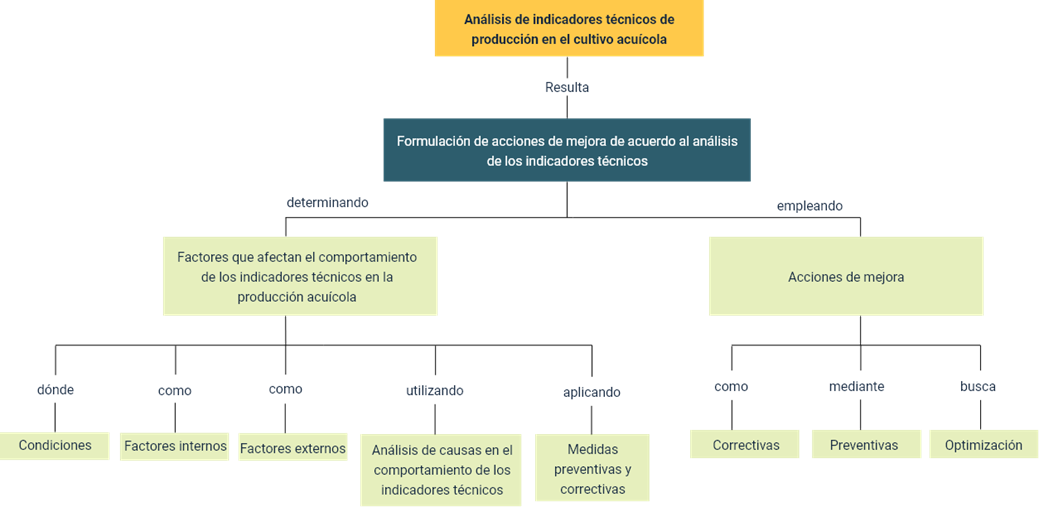 Análisis de indicadores técnicos de
producción en el cultivo acuícola
Resulta
Formulación de acciones de mejora de acuerdo al análisis
de los indicadores técnicos
determinando
empleando
Factores que afectan el comportamiento
de los indicadores técnicos en la
producción acuícola
Acciones de mejora
dónde
como
como
utilizando
aplicando
como
mediante
busca
Condiciones
Factores internos
Factores externos
Análisis de causas en el
comportamiento de los
indicadores técnicos
Medidas
preventivas y
correctivas
Correctivas
Preventivas
Optimización